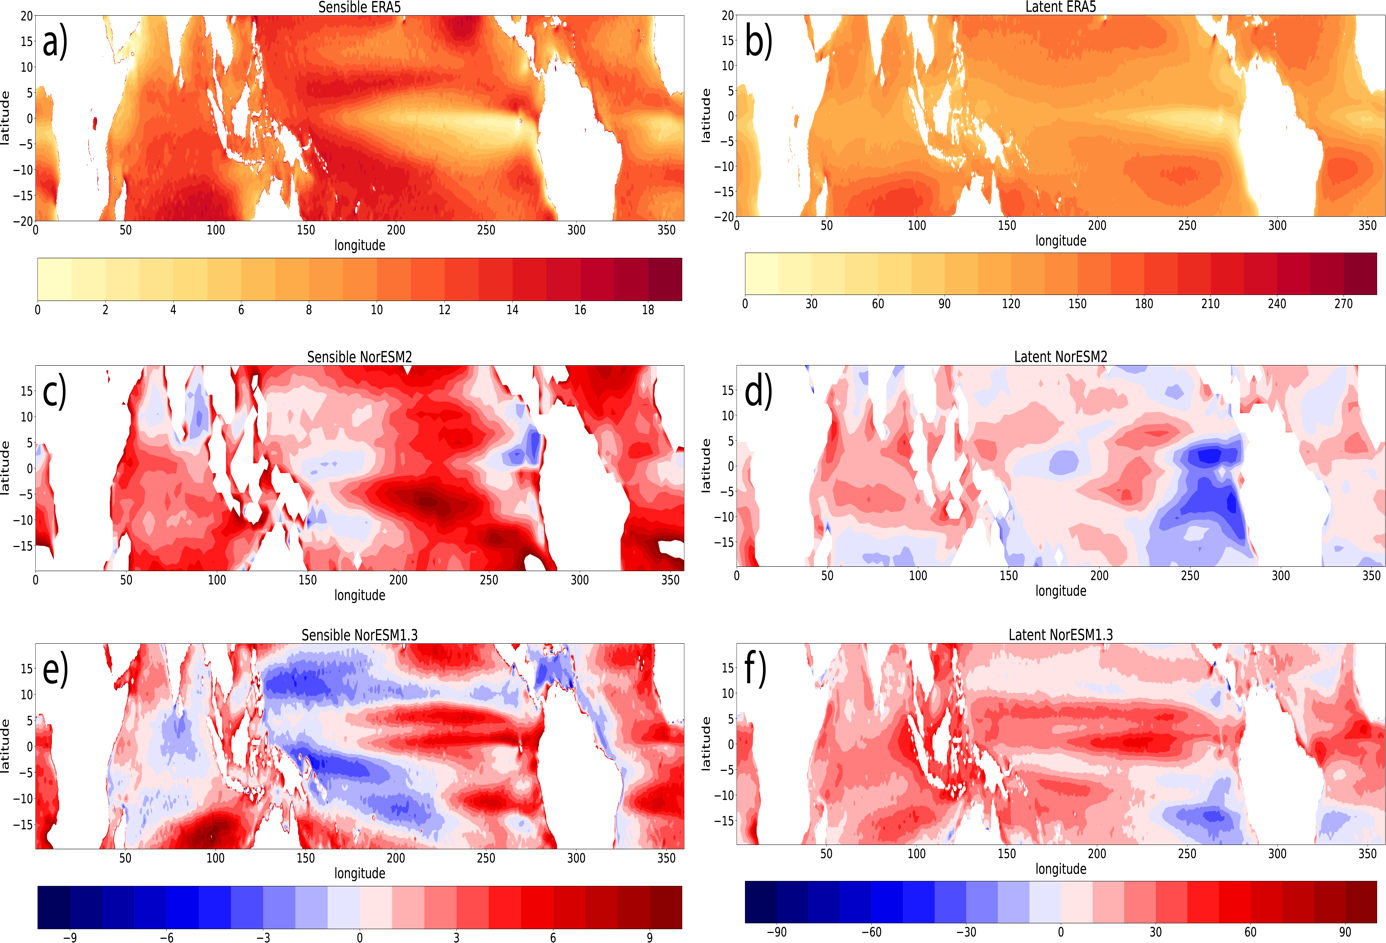 Sensible ERA5
a)
20
15
10
5
0
−5
−10
−15
−20
latitude
0 50 100 150 200 250 300 350
longitude
0 2 4 6 8 10 12 14 16 18
Latent ERA5
b)
20
15
10
5
0
−5
−10
−15
−20
latitude
0 50 100 150 200 250 300 350
longitude
0 30 60 90 120 150 180 210 240 270
Sensible NorESM2
c)
15
10
5
0
−5
−10
−15
latitude
0 50 100 150 200 250 300 350
longitude
Latent NorESM2
d)
15
10
5
0
−5
−10
−15
latitude
0 50 100 150 200 250 300 350
longitude
Sensible NorESM1.3
e)
15
10
5
0
−5
−10
−15
latitude
50 100 150 200 250 300 350
longitude
−9 −6 −3 0 3 6 9
Latent NorESM1.3
f)
15
10
5
0
−5
−10
−15
latitude
50 100 150 200 250 300 350
longitude
−90 −60 −30 0 30 60 90